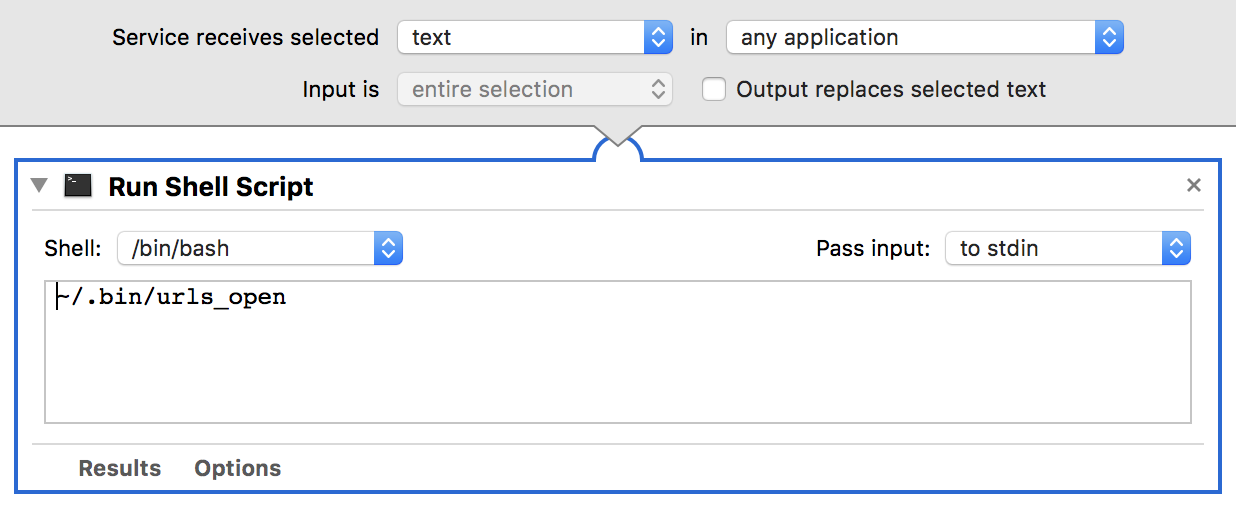 Service receives selected text in any application
Input is entire selection Output replaces selected text
Run Shell Script
Shell: /bin/bash Pass input: to stdin
~/.bin/urls_open
Results Options